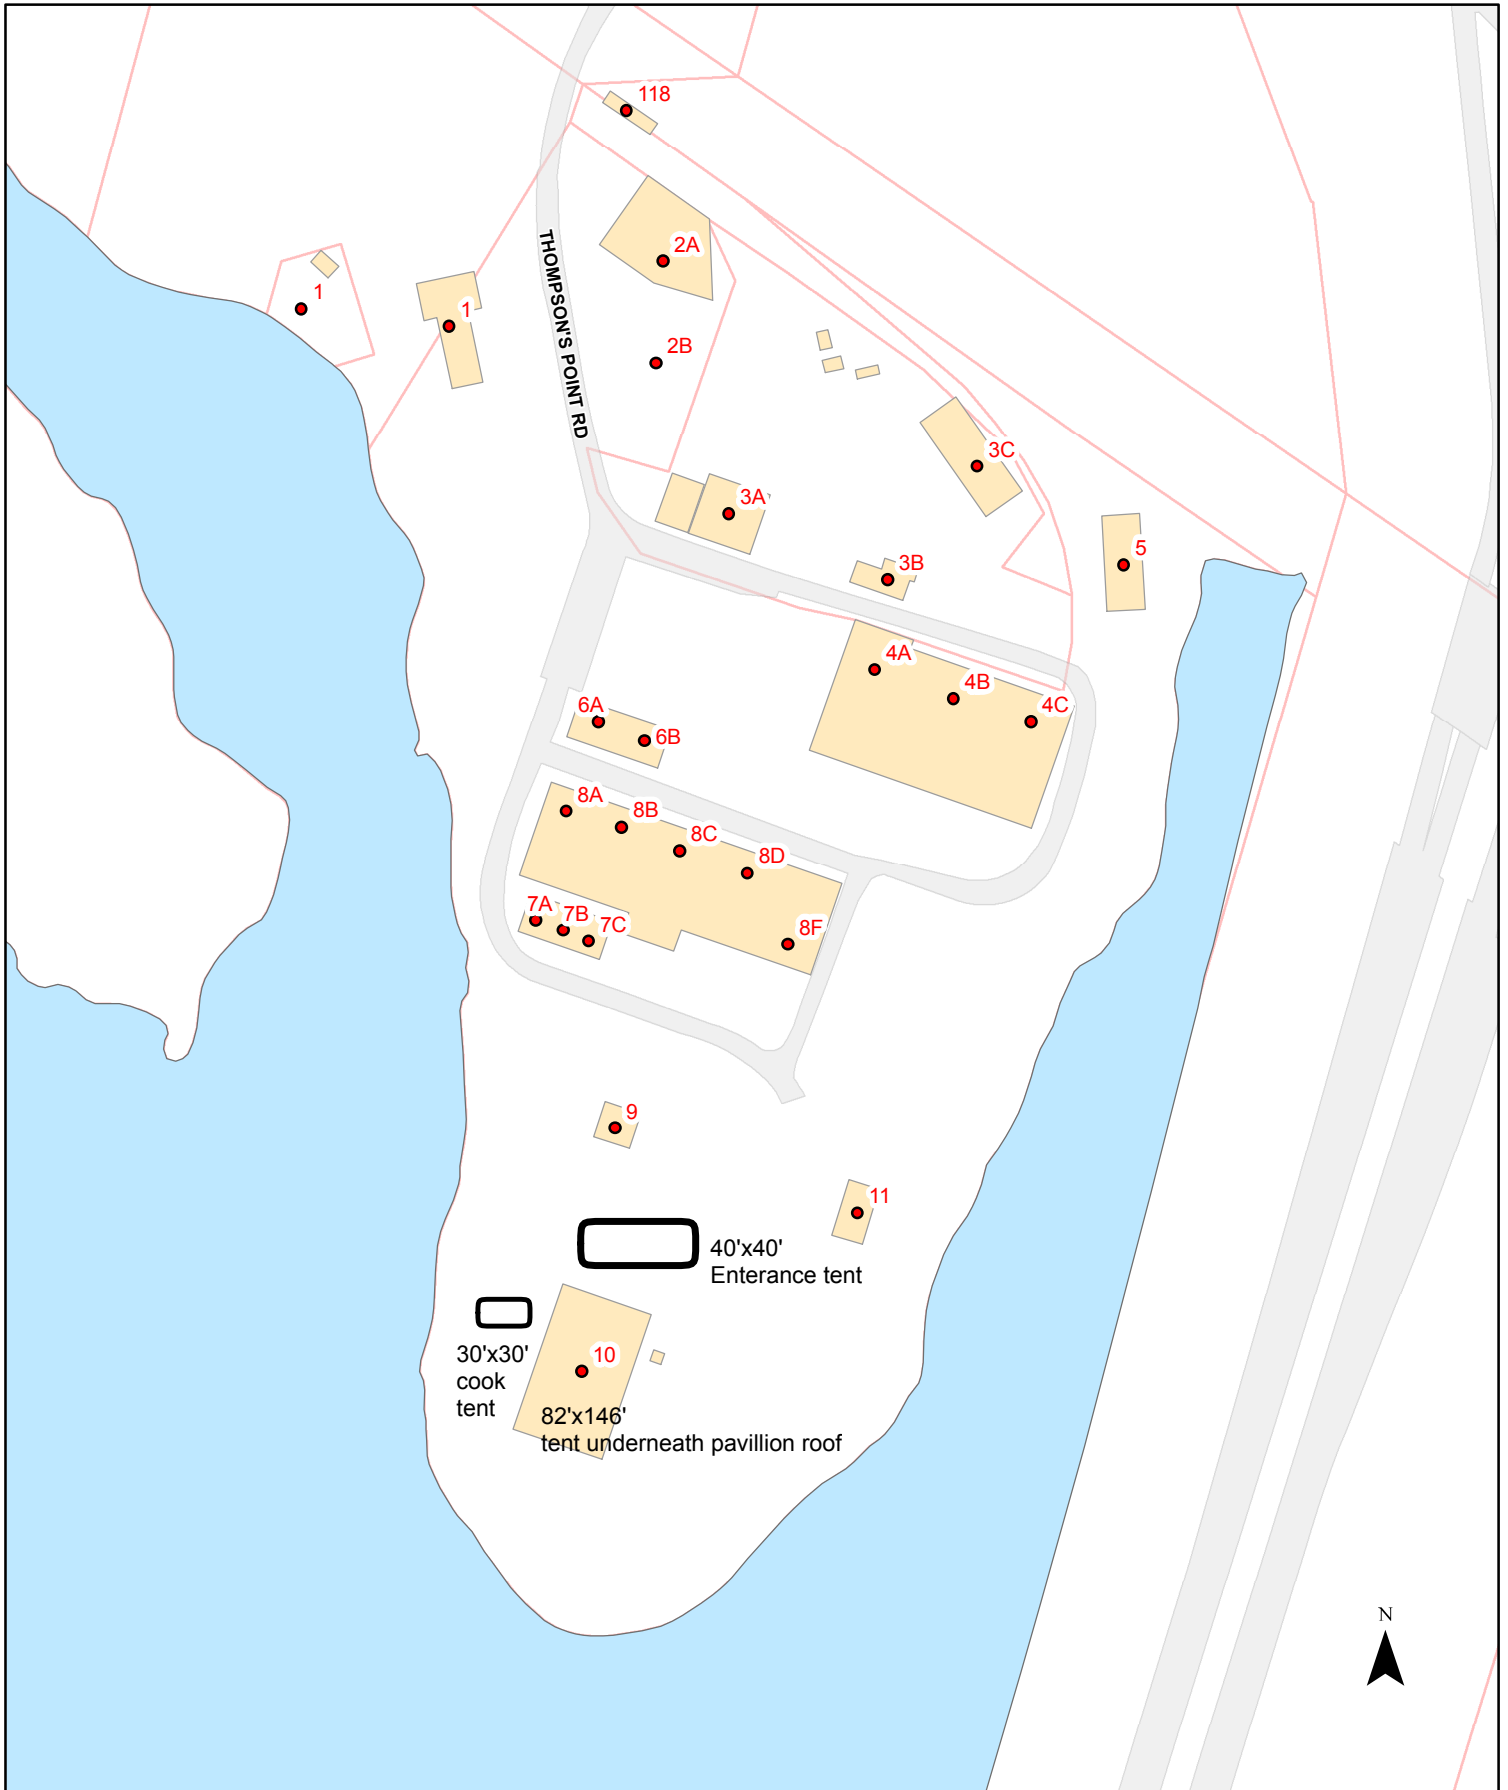 118
2A
1
1
THOMPSON'S POINT RD
2B
3C
3A
5
3B
4A
4B
4C
6A
6B
8A
8B
8C
8D
7A
7B
7C
8F
9
11
40'x40'
Enterance tent
30'x30'
cook
tent
10
82'x146'
tent underneath pavillion roof
N